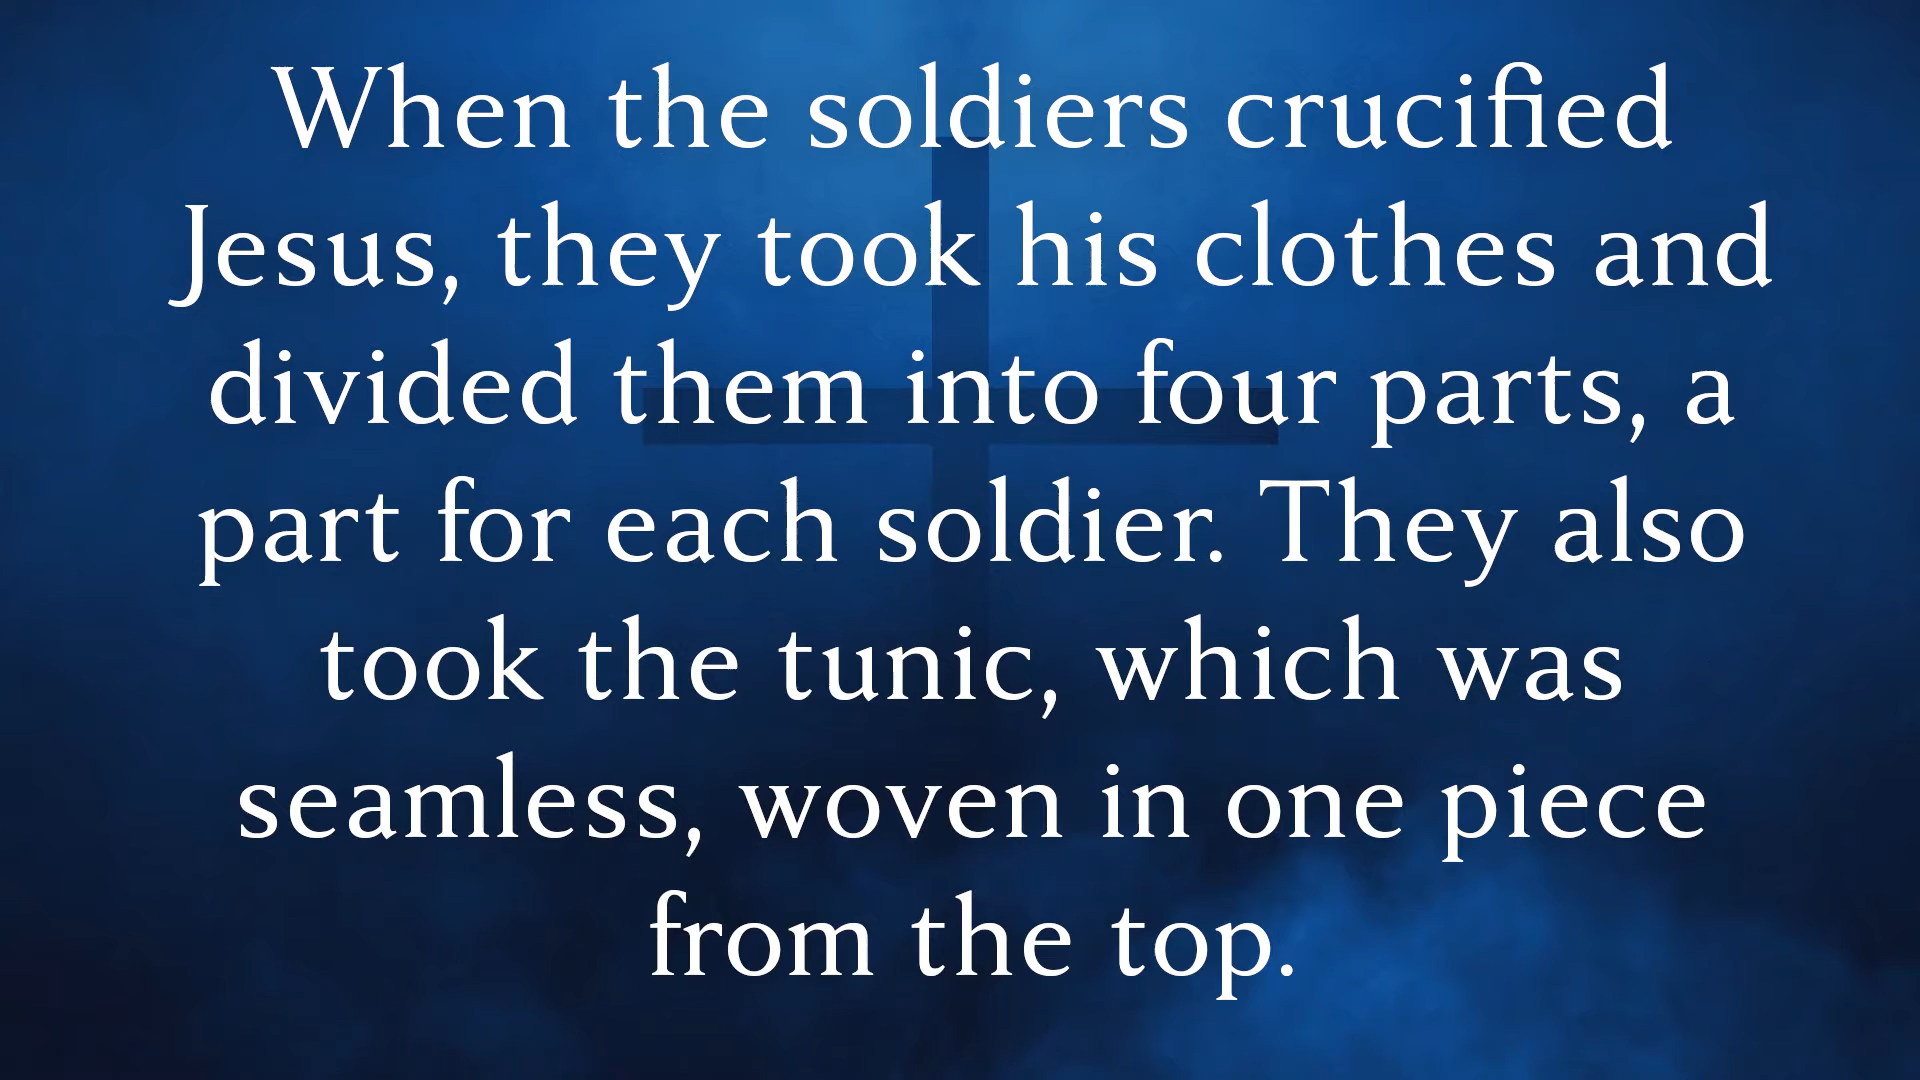 When the soldiers crucified
Jesus, they took his clothes and
divided them into four parts, a
part for each soldier. They also
took the tunic, which was
seamless, woven in one piece
from the top.